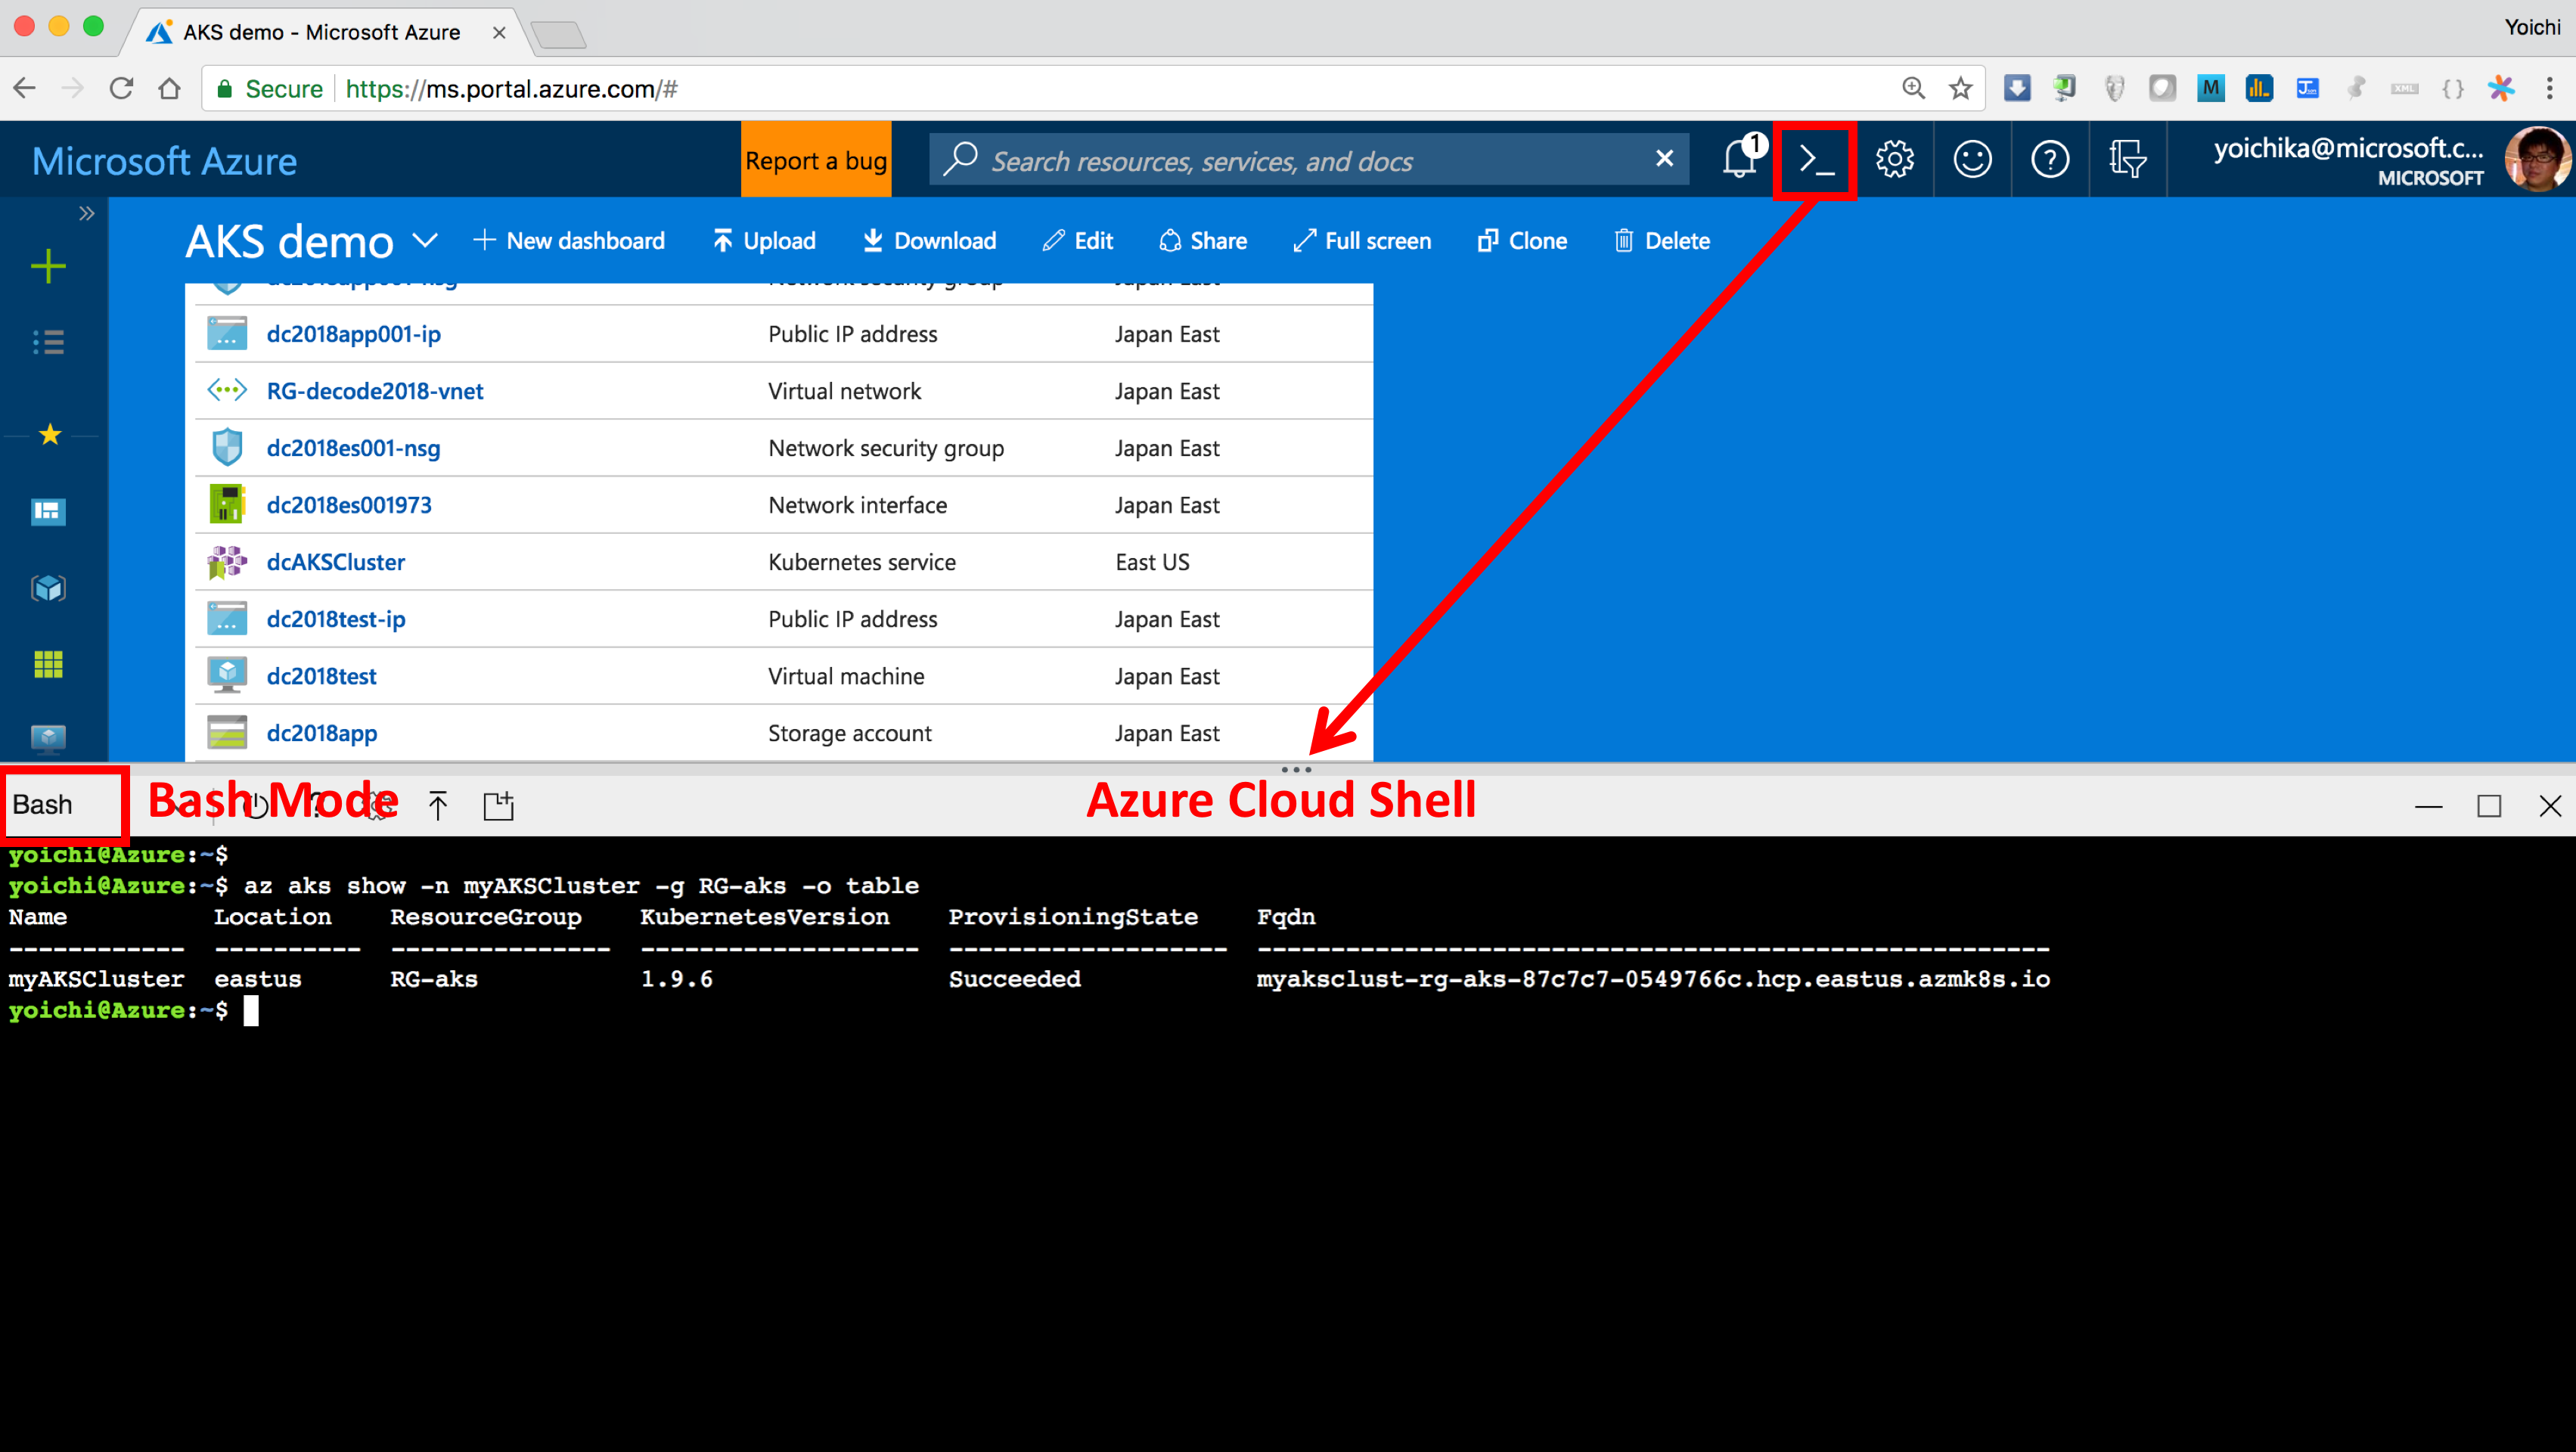 AKS demo - Microsoft Azure
Yoichi
Secure https://ms.portal.azure.com/#
M
XML
Microsoft Azure
Report a bug
Search resources, services, and docs
1
yoichika@microsoft.c...
MICROSOFT
AKS demo New dashboard Upload Download Edit Share Full screen Clone Delete
dc2018app001-nsg Network security group Japan East
dc2018app001-ip Public IP address Japan East
RG-decode2018-vnet Virtual network Japan East
dc2018es001-nsg Network security group Japan East
dc2018es001973 Network interface Japan East
dcAKSCluster Kubernetes service East US
dc2018test-ip Public IP address Japan East
dc2018test Virtual machine Japan East
dc2018app Storage account Japan East
Bash Bash Mode Azure Cloud Shell
yoichi@Azure:~$
yoichi@Azure:~$ az aks show -n myAKSCluster -g RG-aks -o table
Name Location ResourceGroup KubernetesVersion ProvisioningState Fqdn
------------ ---------- --------------- ------------------- ------------------- ------------------------------------------------------
myAKSCluster eastus RG-aks 1.9.6 Succeeded myaksclust-rg-aks-87c7c7-0549766c.hcp.eastus.azmk8s.io
yoichi@Azure:~$